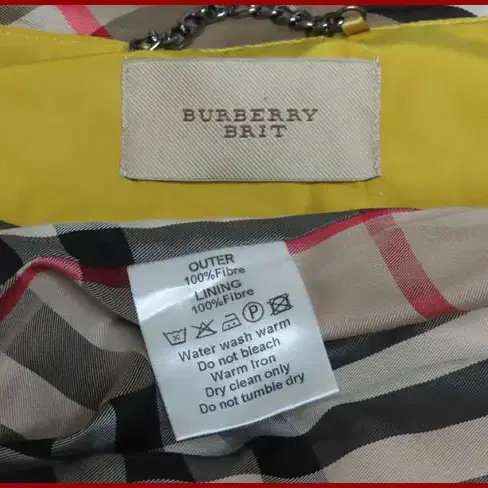 BURBERRY
BRIT
OUTER
100%Fibre
LINING
100%Fibre
P
Water wash warm
Do not bleach
Warm Iron
Dry clean only
Do not tumble dry